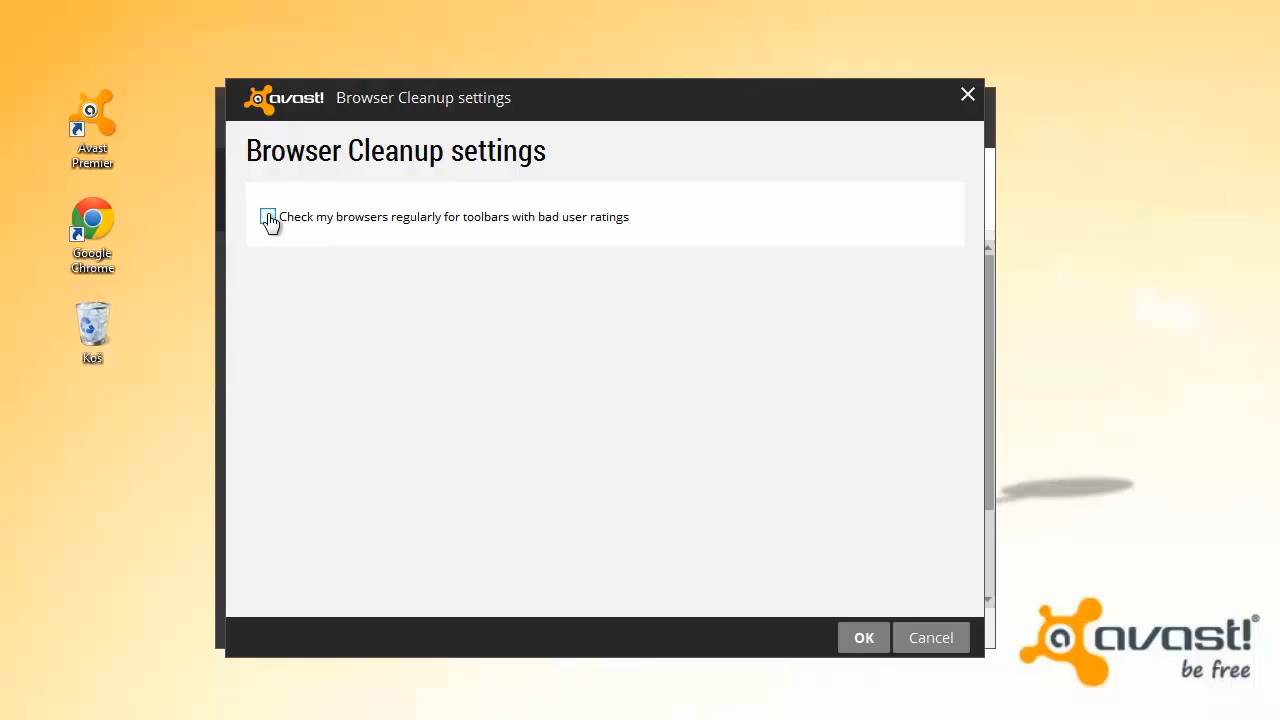 avast! Browser Cleanup settings
Browser Cleanup settings
Check my browsers regularly for toolbars with bad user ratings
Avast
Premier
Google
Chrome
Koš
OK
Cancel
avast!®
be free